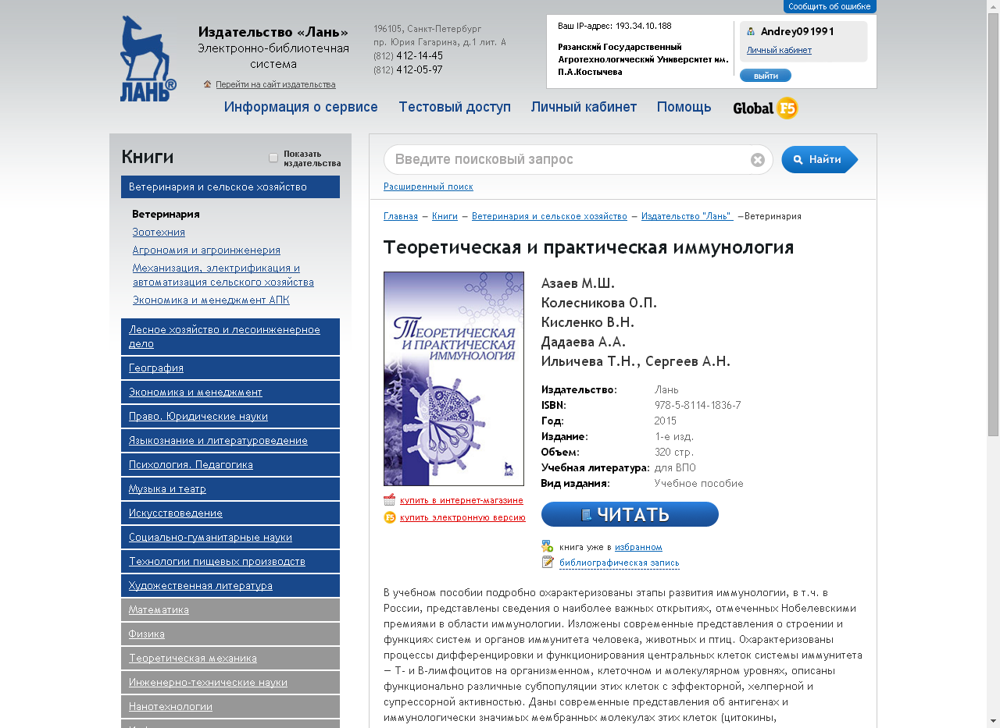 Сообщить об ошибке
ЛАНЬ®
Издательство «Лань»
Электронно-библиотечная
система
Перейти на сайт издательства
196105, Санкт-Петербург
пр. Юрия Гагарина, д.1 лит. А
(812) 412-14-45
(812) 412-05-97
Ваш IP-адрес: 193.34.10.188
Рязанский Государственный
Агротехнологический Университет им.
П.А.Костычева
Andrey091991
Личный кабинет
выйти
Информация о сервисе
Тестовый доступ
Личный кабинет
Помощь
Global F5
Книги
Показать
издательства
Ветеринария и сельское хозяйство
Ветеринария
Зоотехния
Агрономия и агроинженерия
Механизация, электрификация и
автоматизация сельского хозяйства
Экономика и менеджмент АПК
Лесное хозяйство и лесоинженерное
дело
География
Экономика и менеджмент
Право. Юридические науки
Языкознание и литературоведение
Психология. Педагогика
Музыка и театр
Искусствоведение
Социально-гуманитарные науки
Технологии пищевых производств
Художественная литература
Математика
Физика
Теоретическая механика
Инженерно-технические науки
Нанотехнологии
Введите поисковый запрос
Найти
Расширенный поиск
Главная – Книги – Ветеринария и сельское хозяйство – Издательство "Лань" –Ветеринария
Теоретическая и практическая иммунология
ТЕОРЕТИЧЕСКАЯ
И ПРАКТИЧЕСКАЯ
ИММУНОЛОГИЯ
купить в интернет-магазине
F5 купить электронную версию
Азаев М.Ш.
Колесникова О.П.
Кисленко В.Н.
Дадаева А.А.
Ильичева Т.Н., Сергеев А.Н.
Издательство: Лань
ISBN: 978-5-8114-1836-7
Год: 2015
Издание: 1-е изд.
Объем: 320 стр.
Учебная литература: для ВПО
Вид издания: Учебное пособие
ЧИТАТЬ
книга уже в избранном
библиографическая запись
В учебном пособии подробно охарактеризованы этапы развития иммунологии, в т.ч. в
России, представлены сведения о наиболее важных открытиях, отмеченных Нобелевскими
премиями в области иммунологии. Изложены современные представления о строении и
функциях систем и органов иммунитета человека, животных и птиц. Охарактеризованы
процессы дифференцировки и функционирования центральных клеток системы иммунитета
– Т- и В-лимфоцитов на организменном, клеточном и молекулярном уровнях, описаны
функционально различные субпопуляции этих клеток с эффекторной, хелперной и
супрессорной активностью. Даны современные представления об антигенах и
иммунологически значимых мембранных молекулах этих клеток (цитокины,